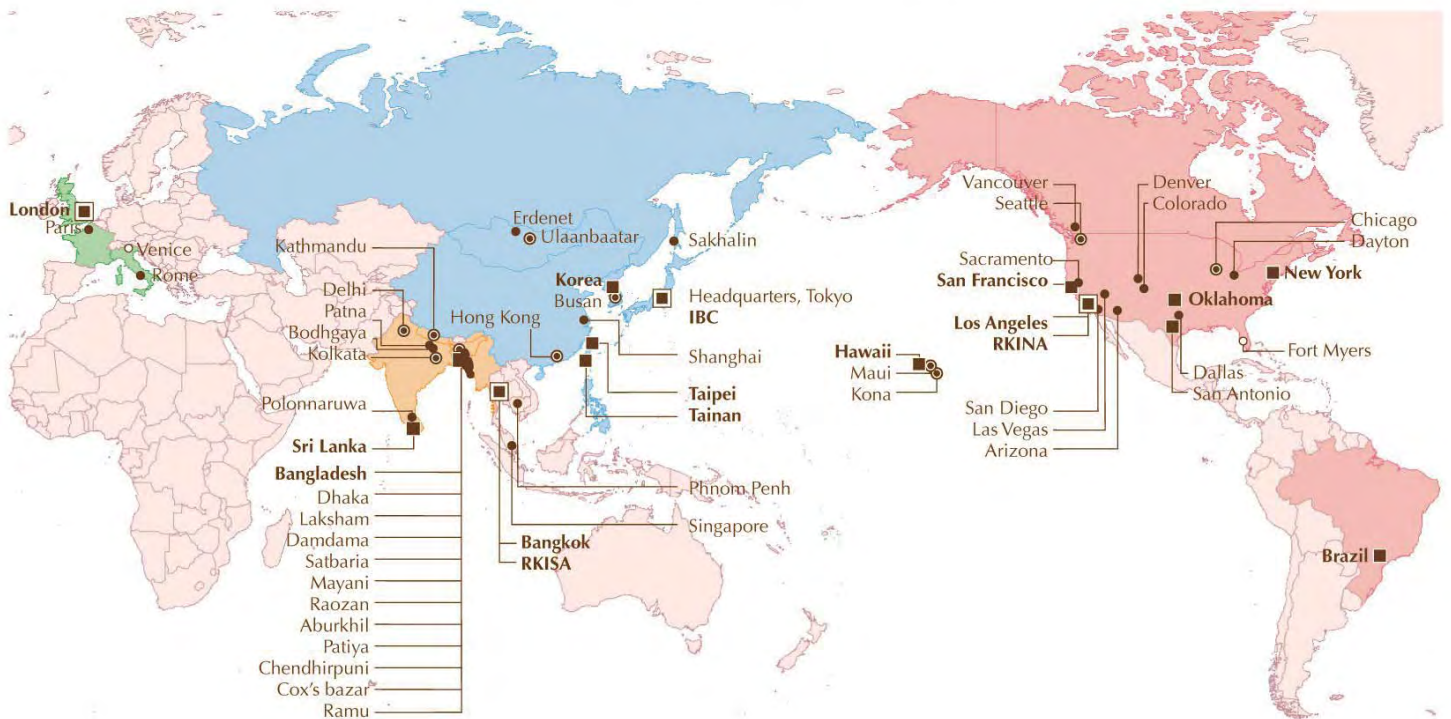 London
Paris
Venice
Rome
Kathmandu
Delhi
Patna
Bodhgaya
Kolkata
Polonnaruwa
Sri Lanka
Bangladesh
Dhaka
Laksham
Damdama
Satbaria
Mayani
Raozan
Aburkhil
Patiya
Chendhirpuni
Cox's bazar
Ramu
Erdenet
Ulaanbaatar
Sakhalin
Korea
Busan
Headquarters, Tokyo
IBC
Hong Kong
Shanghai
Taipei
Tainan
Phnom Penh
Singapore
Bangkok
RKISA
Hawaii
Maui
Kona
Vancouver
Seattle
Sacramento
San Francisco
Los Angeles
RKINA
San Diego
Las Vegas
Arizona
Denver
Colorado
Chicago
Dayton
New York
Oklahoma
Fort Myers
Dallas
San Antonio
Brazil